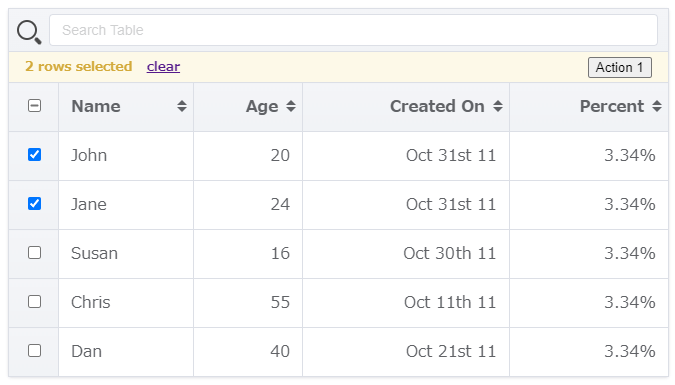 Search Table
2 rows selected clear Action 1
Name Age Created On Percent
John 20 Oct 31st 11 3.34%
Jane 24 Oct 31st 11 3.34%
Susan 16 Oct 30th 11 3.34%
Chris 55 Oct 11th 11 3.34%
Dan 40 Oct 21st 11 3.34%